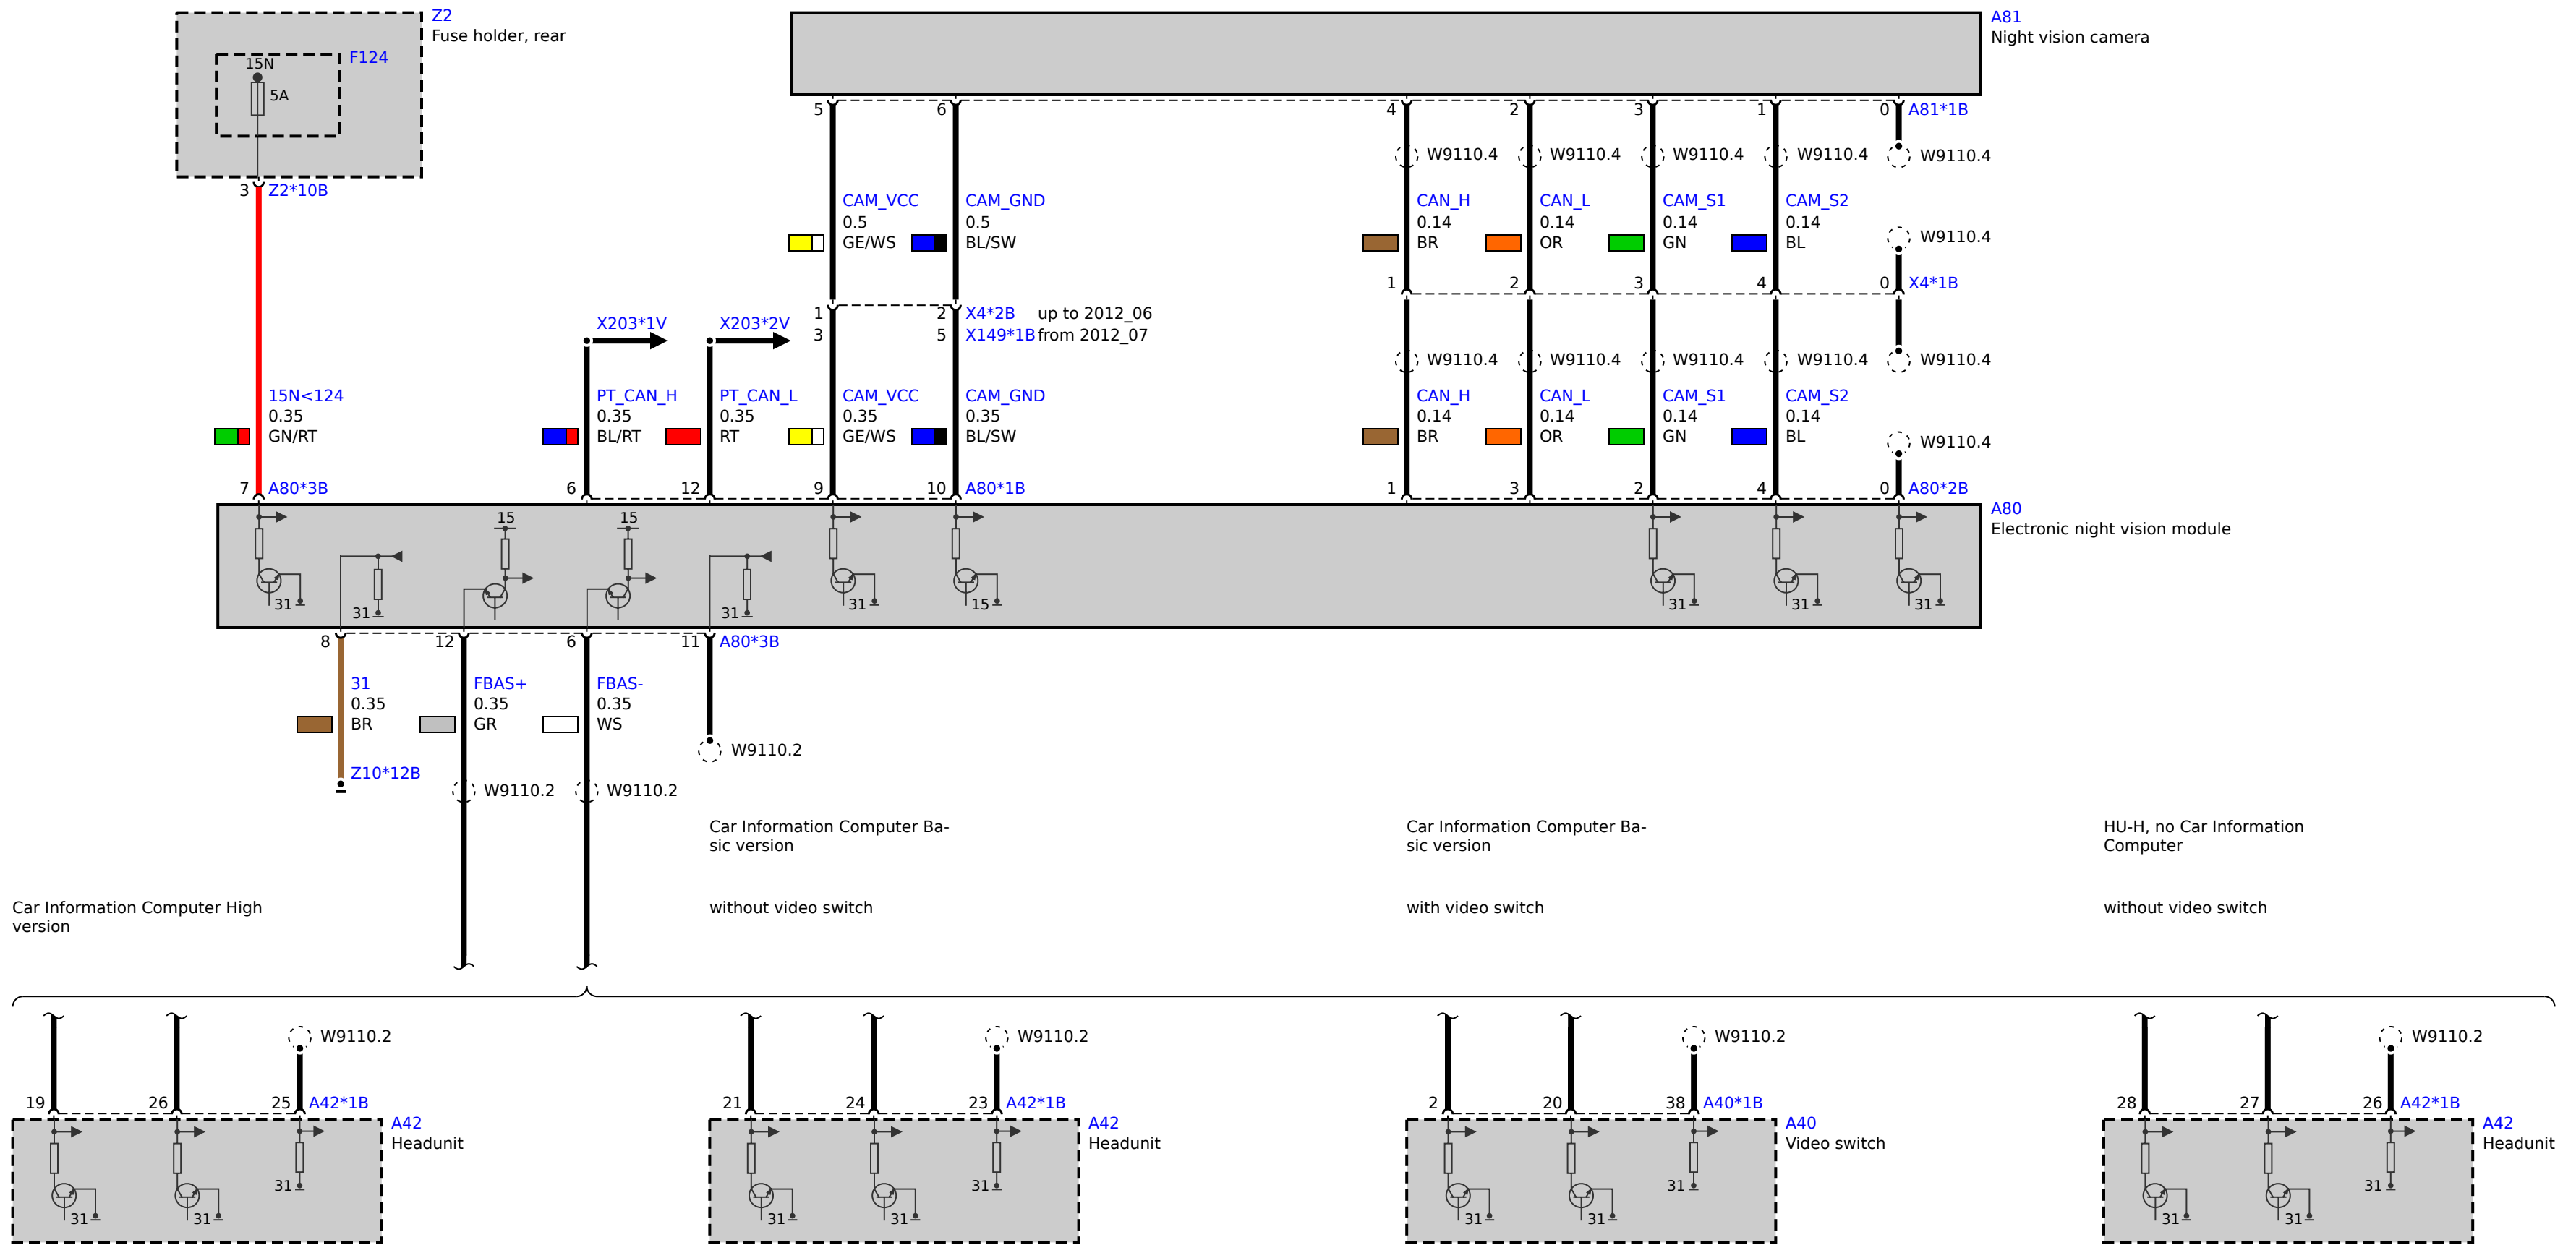 Z2
Fuse holder, rear
F124
15N
5A
A81
Night vision camera
3 Z2*10B
5 6 4 2 3 1 0 A81*1B
W9110.4 W9110.4 W9110.4 W9110.4 W9110.4
CAM_VCC CAM_GND CAN_H CAN_L CAM_S1 CAM_S2
0.5 0.5 0.14 0.14 0.14 0.14
GE/WS BL/SW BR OR GN BL W9110.4
1 2 3 4 0 X4*1B
1 2 X4*2B up to 2012_06
X203*1V X203*2V 3 5 X149*1B from 2012_07
W9110.4 W9110.4 W9110.4 W9110.4 W9110.4
15N<124 PT_CAN_H PT_CAN_L CAM_VCC CAM_GND CAN_H CAN_L CAM_S1 CAM_S2
0.35 0.35 0.35 0.35 0.35 0.14 0.14 0.14 0.14
GN/RT BL/RT RT GE/WS BL/SW BR OR GN BL W9110.4
7 A80*3B 6 12 9 10 A80*1B 1 3 2 4 0 A80*2B
A80
Electronic night vision module
15 15
31 31 31 31 15 31 31 31
8 12 6 11 A80*3B
31 FBAS+ FBAS-
0.35 0.35 0.35
BR GR WS
W9110.2
Z10*12B
W9110.2 W9110.2
Car Information Computer High
version
Car Information Computer Ba-
sic version
without video switch
Car Information Computer Ba-
sic version
with video switch
HU-H, no Car Information
Computer
without video switch
W9110.2 W9110.2 W9110.2 W9110.2
19 26 25 A42*1B 21 24 23 A42*1B 2 20 38 A40*1B 28 27 26 A42*1B
A42
Headunit
A42
Headunit
A40
Video switch
A42
Headunit
31 31 31 31
31 31 31 31 31 31 31 31